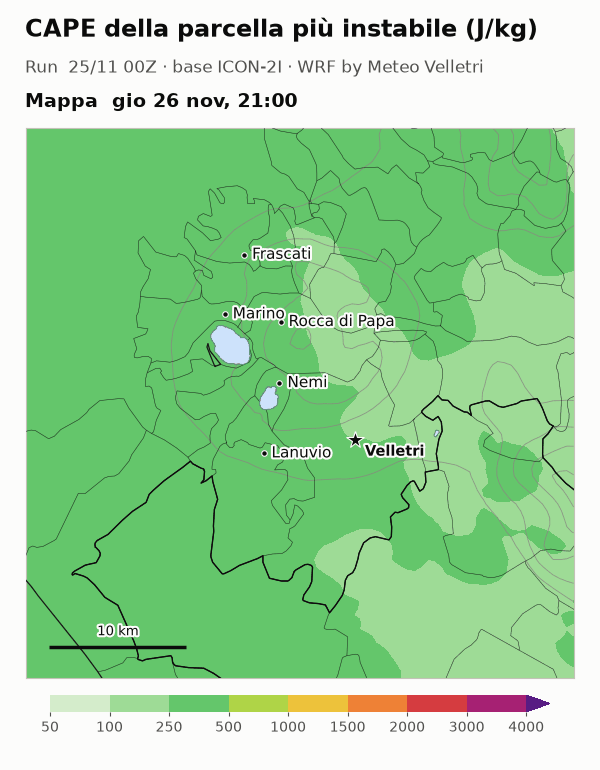 CAPE della parcella più instabile (J/kg)
Run  25/11 00Z · base ICON-2I · WRF by Meteo Velletri
Mappa  gio 26 nov, 21:00
Frascati
Marino
Rocca di Papa
Nemi
Velletri
Lanuvio
10 km
50 100 250 500 1000 1500 2000 3000 4000